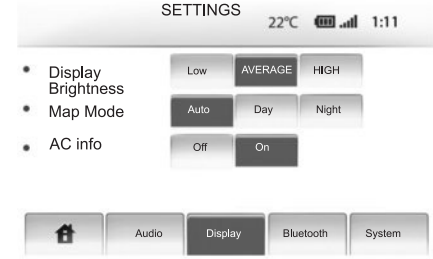 SETTINGS
22°C 1:11
• Display Brightness Low AVERAGE HIGH
• Map Mode Auto Day Night
• AC info Off On
Audio Display Bluetooth System